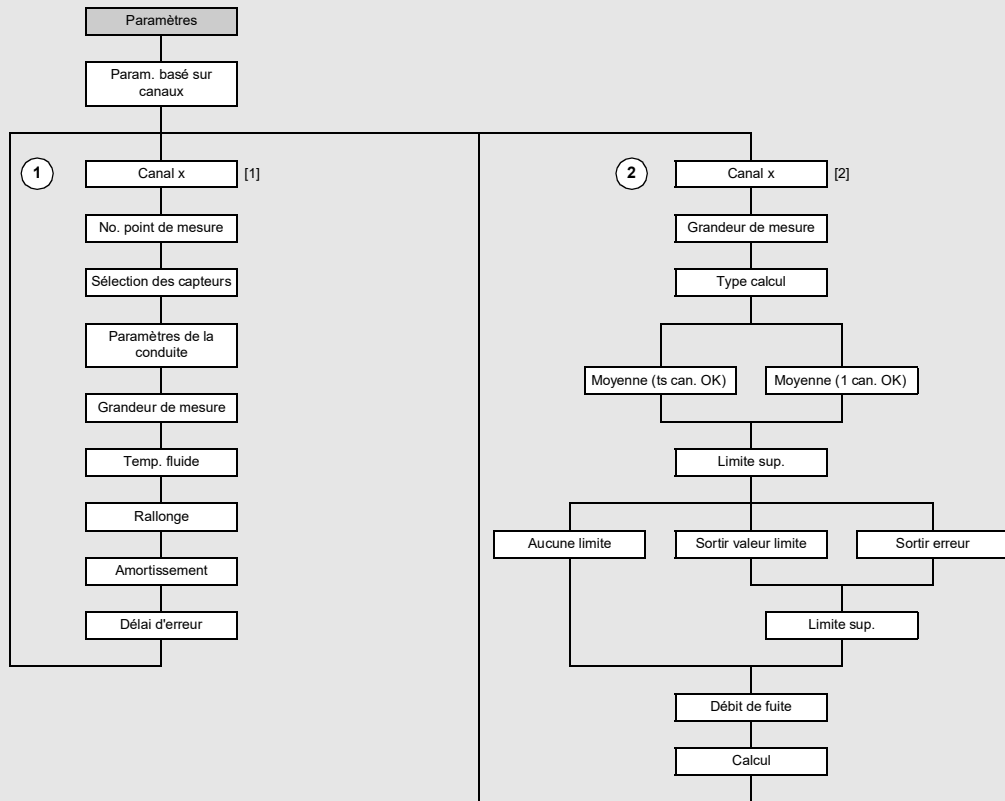 Paramètres
Param. basé sur
canaux
1
Canal x
[1]
No. point de mesure
Sélection des capteurs
Paramètres de la
conduite
Grandeur de mesure
Temp. fluide
Rallonge
Amortissement
Délai d'erreur
2
Canal x
[2]
Grandeur de mesure
Type calcul
Moyenne (ts can. OK)
Moyenne (1 can. OK)
Limite sup.
Aucune limite
Sortir valeur limite
Sortir erreur
Limite sup.
Débit de fuite
Calcul